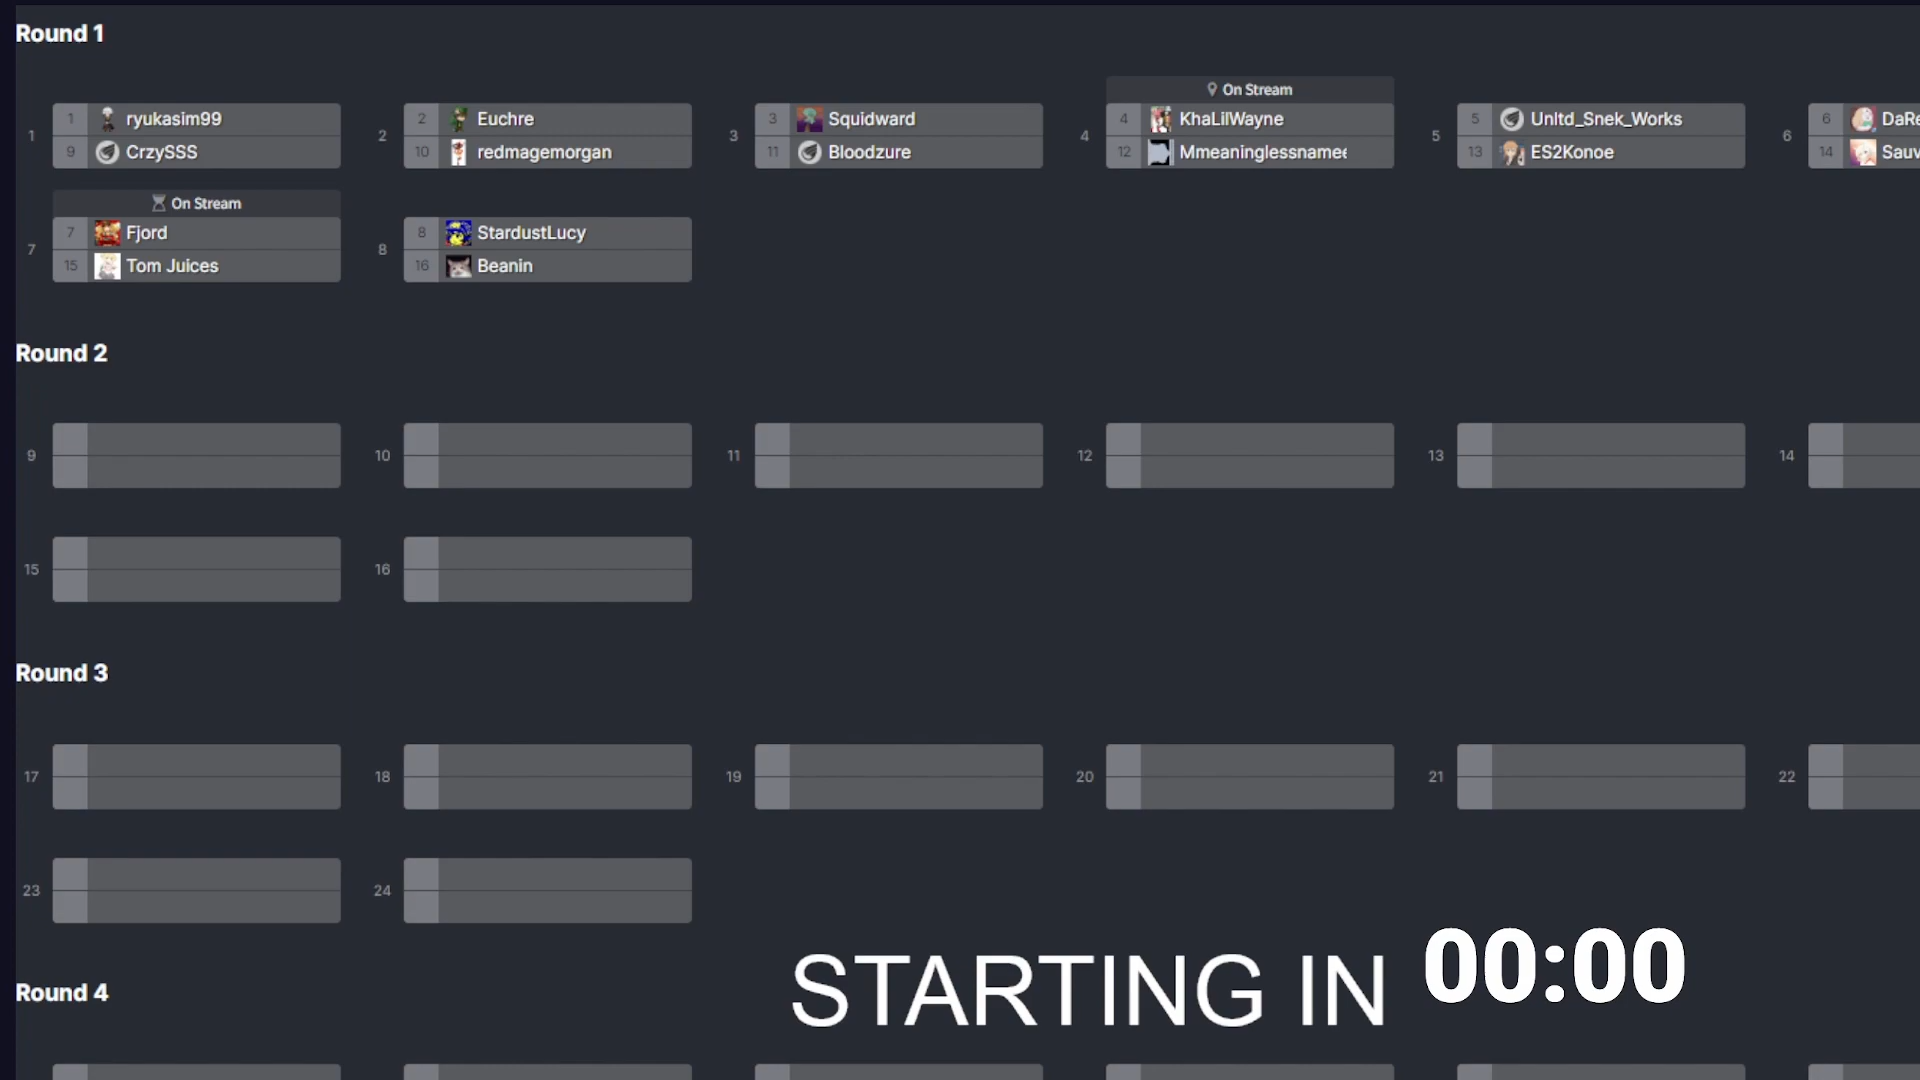 Round 1
On Stream
1 1 ryukasim99 2 2 Euchre 3 3 Squidward 4 4 KhaLilWayne 5 5 Unltd_Snek_Works 6 6 DaRe
9 CrzySSS 10 redmagemorgan 11 Bloodzure 12 Mmeaninglessname 13 ES2Konoe 14 Sauv
On Stream
7 7 Fjord 8 8 StardustLucy
15 Tom Juices 16 Beanin
Round 2
9 10 11 12 13 14
15 16
Round 3
17 18 19 20 21 22
23 24
STARTING IN 00:00
Round 4